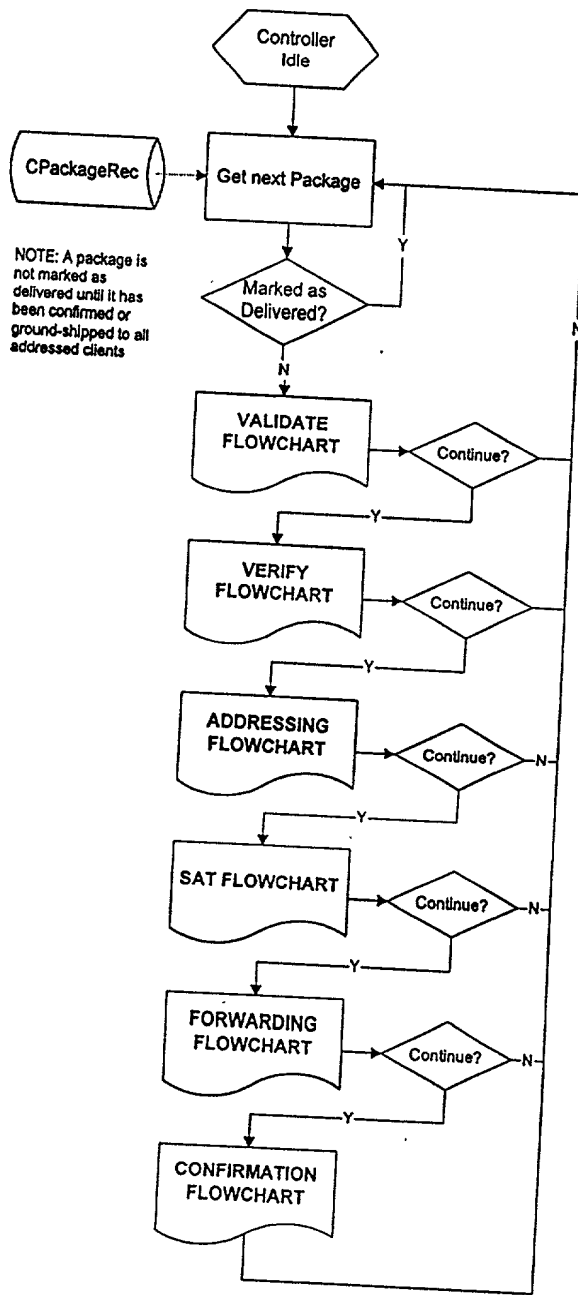 Controller
Idle
CPackageRec
Get next Package
Y
NOTE: A package is
not marked as
delivered until it has
been confirmed or
ground-shipped to all
addressed clients
Marked as
Delivered?
N
N
VALIDATE
FLOWCHART
Continue?
Y
VERIFY
FLOWCHART
Continue?
Y
ADDRESSING
FLOWCHART
Continue?
N
Y
SAT FLOWCHART
Continue?
N
Y
FORWARDING
FLOWCHART
Continue?
N
Y
CONFIRMATION
FLOWCHART